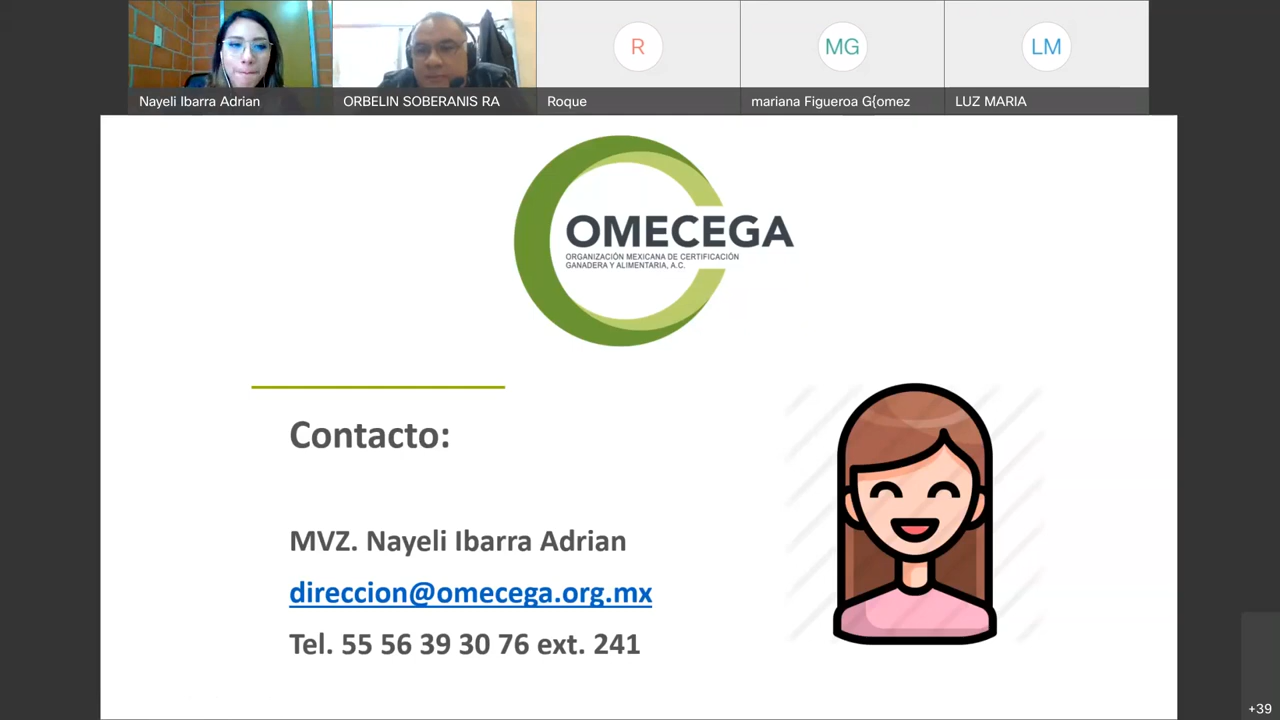 Nayeli Ibarra Adrian
ORBELIN SOBERANIS RA
R
Roque
MG
mariana Figueroa G{omez
LM
LUZ MARIA
OMECEGA
ORGANIZACIÓN MEXICANA DE CERTIFICACIÓN
GANADERA Y ALIMENTARIA, A.C.
Contacto:
MVZ. Nayeli Ibarra Adrian
direccion@omecega.org.mx
Tel. 55 56 39 30 76 ext. 241
+39